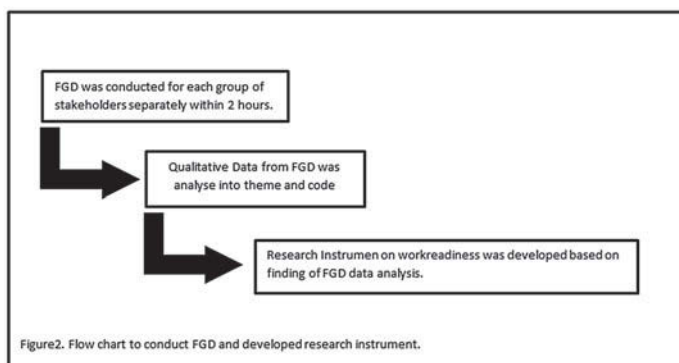 FGD was conducted for each group of
stakeholders separately within 2 hours.
Qualitative Data from FGD was
analyse into theme and code
Research Instrumen on workreadiness was developed based on
finding of FGD data analysis.
Figure2. Flow chart to conduct FGD and developed research instrument.